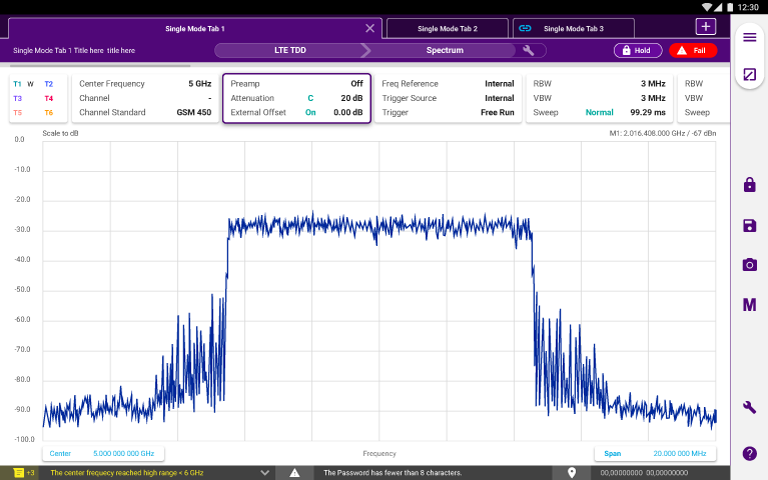 12:30
Single Mode Tab 1
Single Mode Tab 2
Single Mode Tab 3
Single Mode Tab 1 Title here title here
LTE TDD
Spectrum
Hold
Fail
T1 W T2
T3 T4
T5 T6
Center Frequency 5 GHz
Channel -
Channel Standard GSM 450
Preamp Off
Attenuation C 20 dB
External Offset On 0.00 dB
Freq Reference Internal
Trigger Source Internal
Trigger Free Run
RBW 3 MHz
VBW 3 MHz
Sweep Normal 99.29 ms
RBW
VBW
Sweep
Scale to dB
M1: 2.016.408.000 GHz / -67 dBn
0.0
-10.0
-20.0
-30.0
-40.0
-50.0
-60.0
-70.0
-80.0
-90.0
-100.0
M
Center 5.000 000 000 GHz
Frequency
Span 20.000 000 MHz
+3
The center frequecy reached high range < 6 GHz
The Password has fewer than 8 characters.
00,00000000 00,00000000